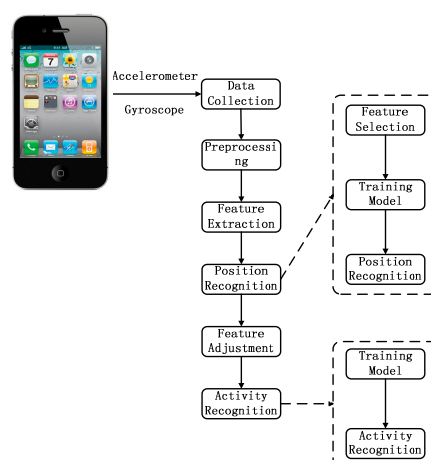 Accelerometer
Gyroscope
Data
Collection
Preprocessi
ng
Feature
Extraction
Position
Recognition
Feature
Adjustment
Activity
Recognition
Feature
Selection
Training
Model
Position
Recognition
Training
Model
Activity
Recognition